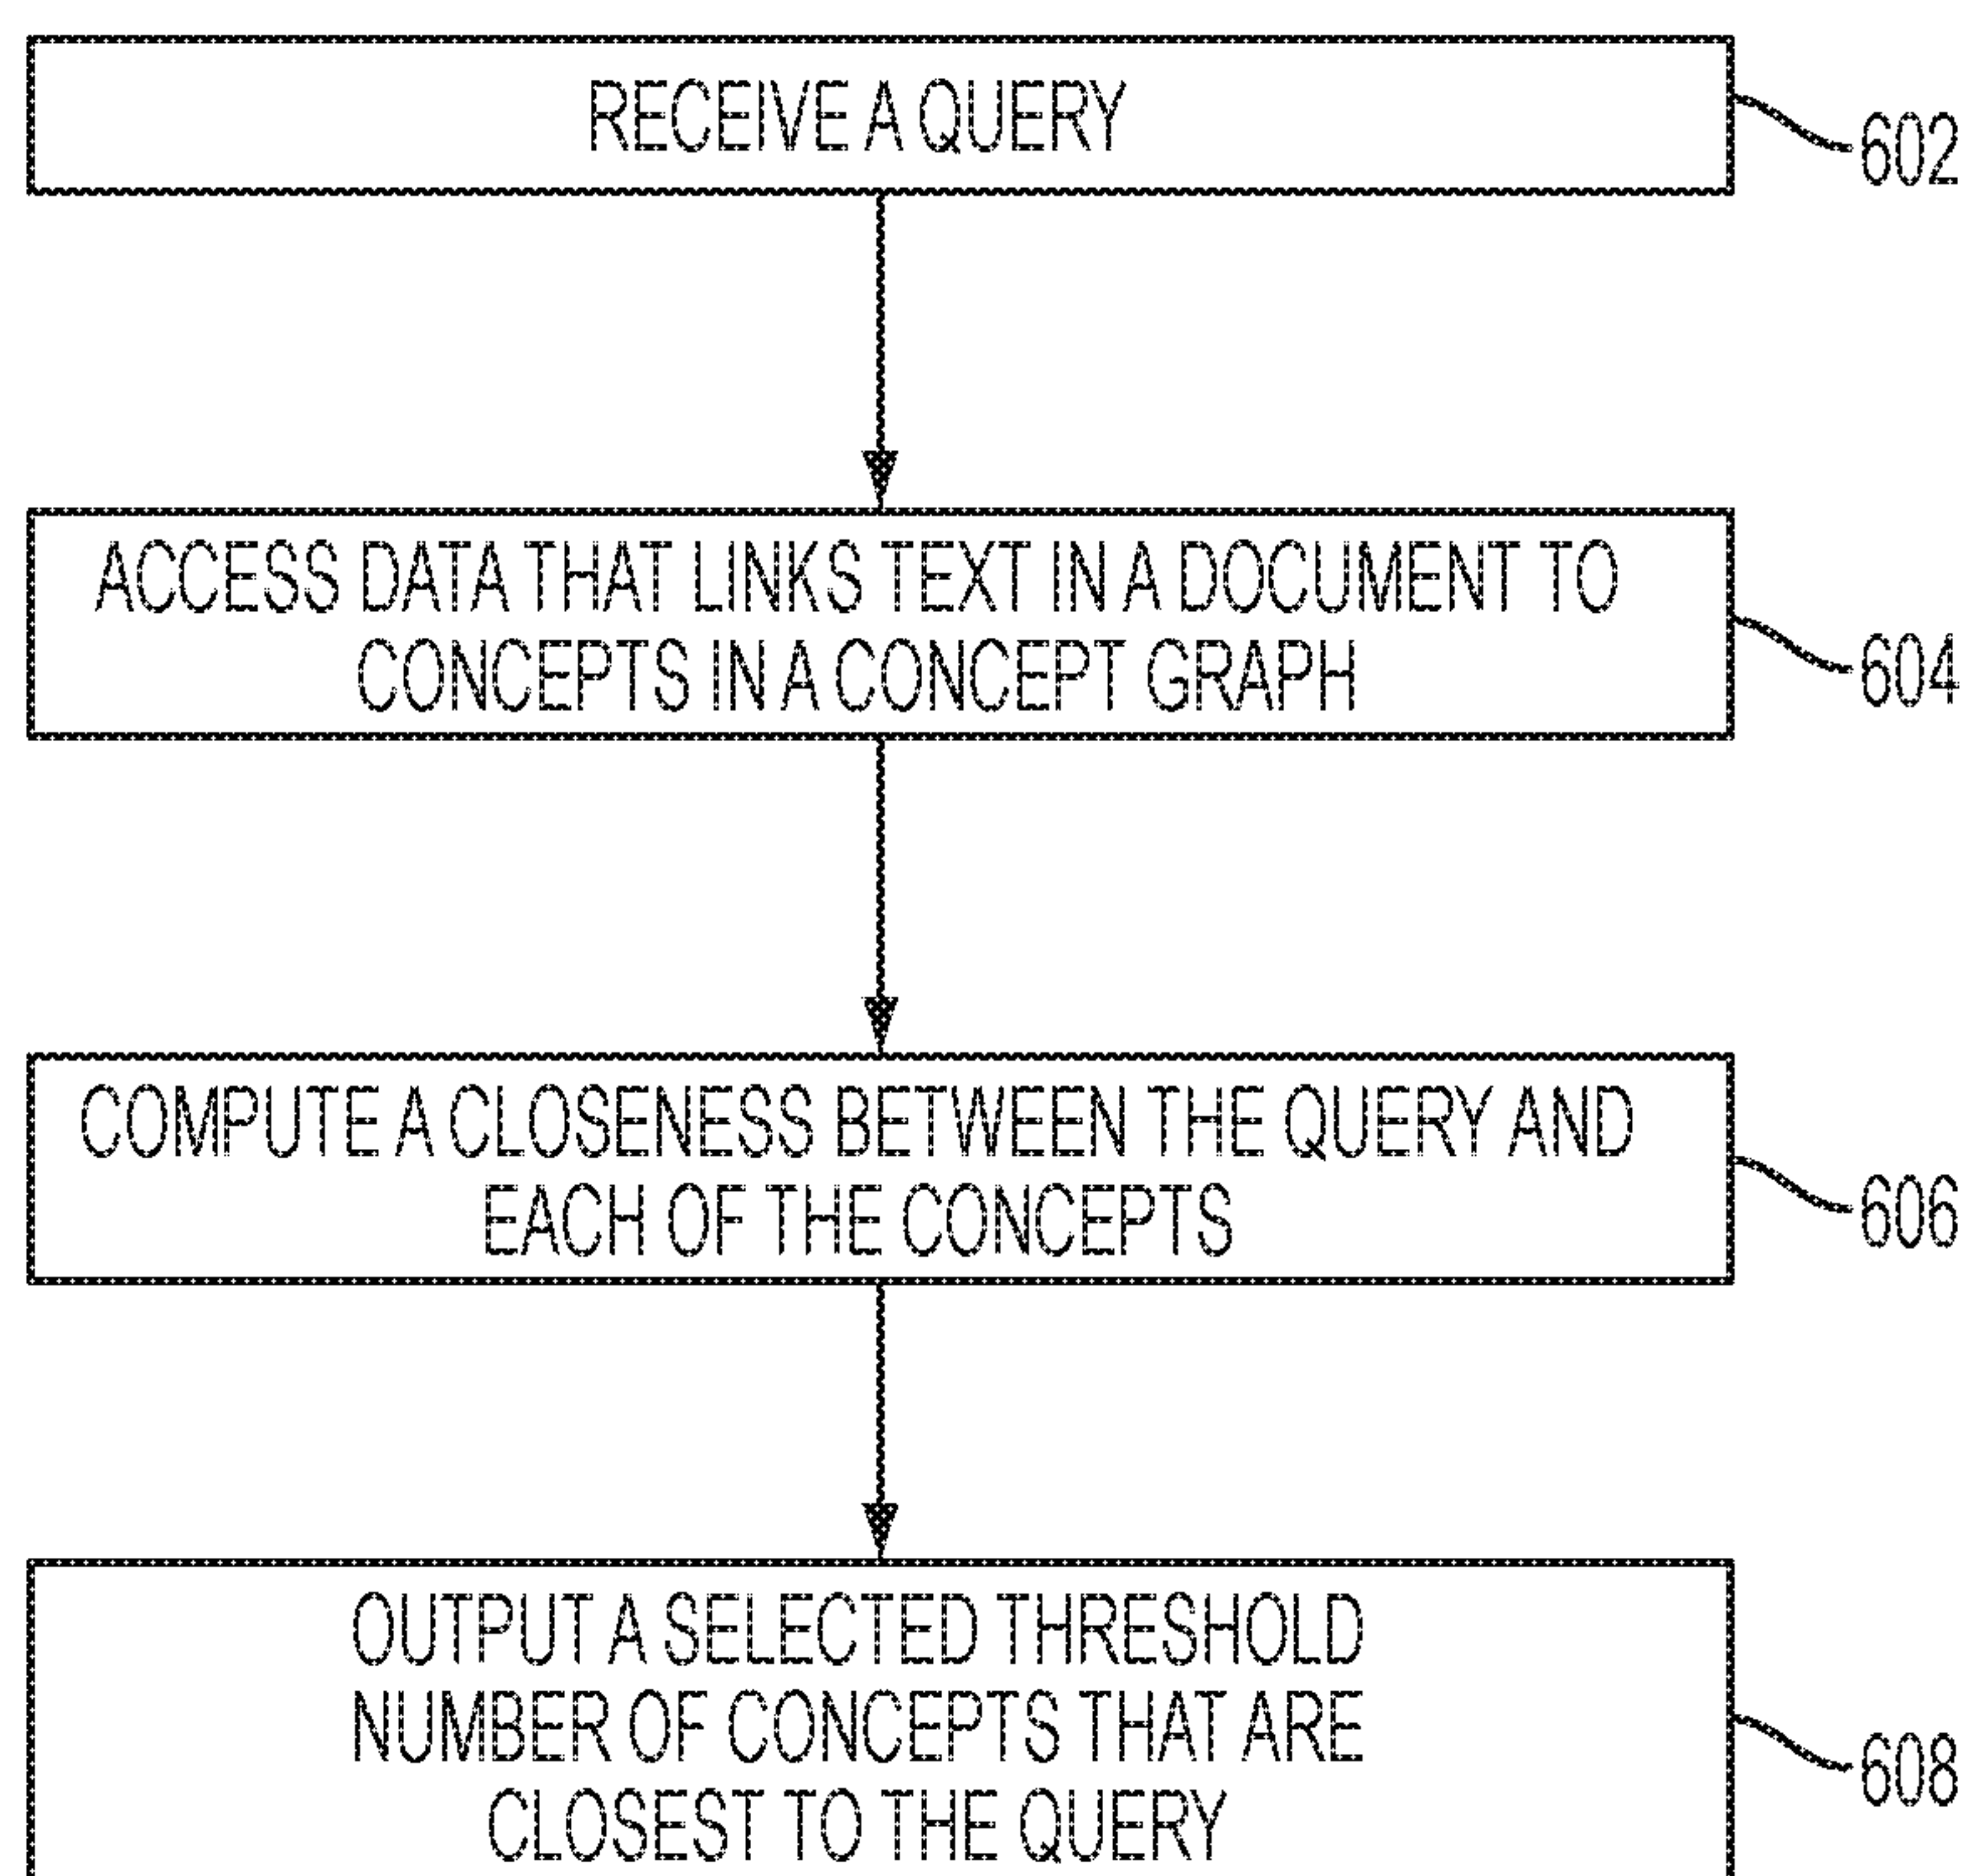 RECEIVE A QUERY
602
ACCESS DATA THAT LINKS TEXT IN A DOCUMENT TO
CONCEPTS IN A CONCEPT GRAPH
604
COMPUTE A CLOSENESS BETWEEN THE QUERY AND
EACH OF THE CONCEPTS
606
OUTPUT A SELECTED THRESHOLD
NUMBER OF CONCEPTS THAT ARE
CLOSEST TO THE QUERY
608